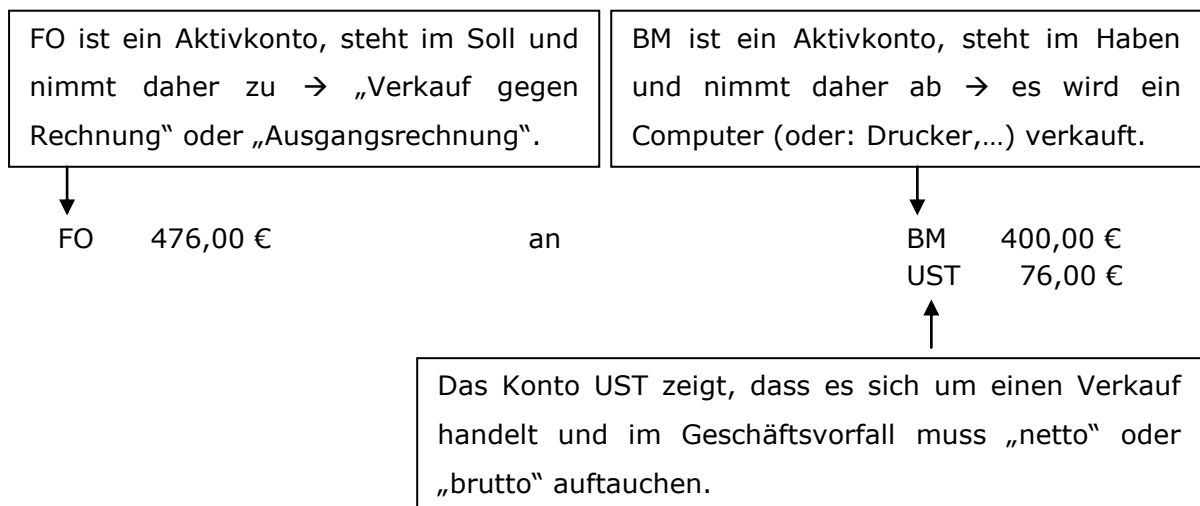 FO ist ein Aktivkonto, steht im Soll und
nimmt daher zu → „Verkauf gegen
Rechnung“ oder „Ausgangsrechnung“.
BM ist ein Aktivkonto, steht im Haben
und nimmt daher ab → es wird ein
Computer (oder: Drucker,…) verkauft.
FO 476,00 € an BM 400,00 €
UST 76,00 €
Das Konto UST zeigt, dass es sich um einen Verkauf
handelt und im Geschäftsvorfall muss „netto“ oder
„brutto“ auftauchen.